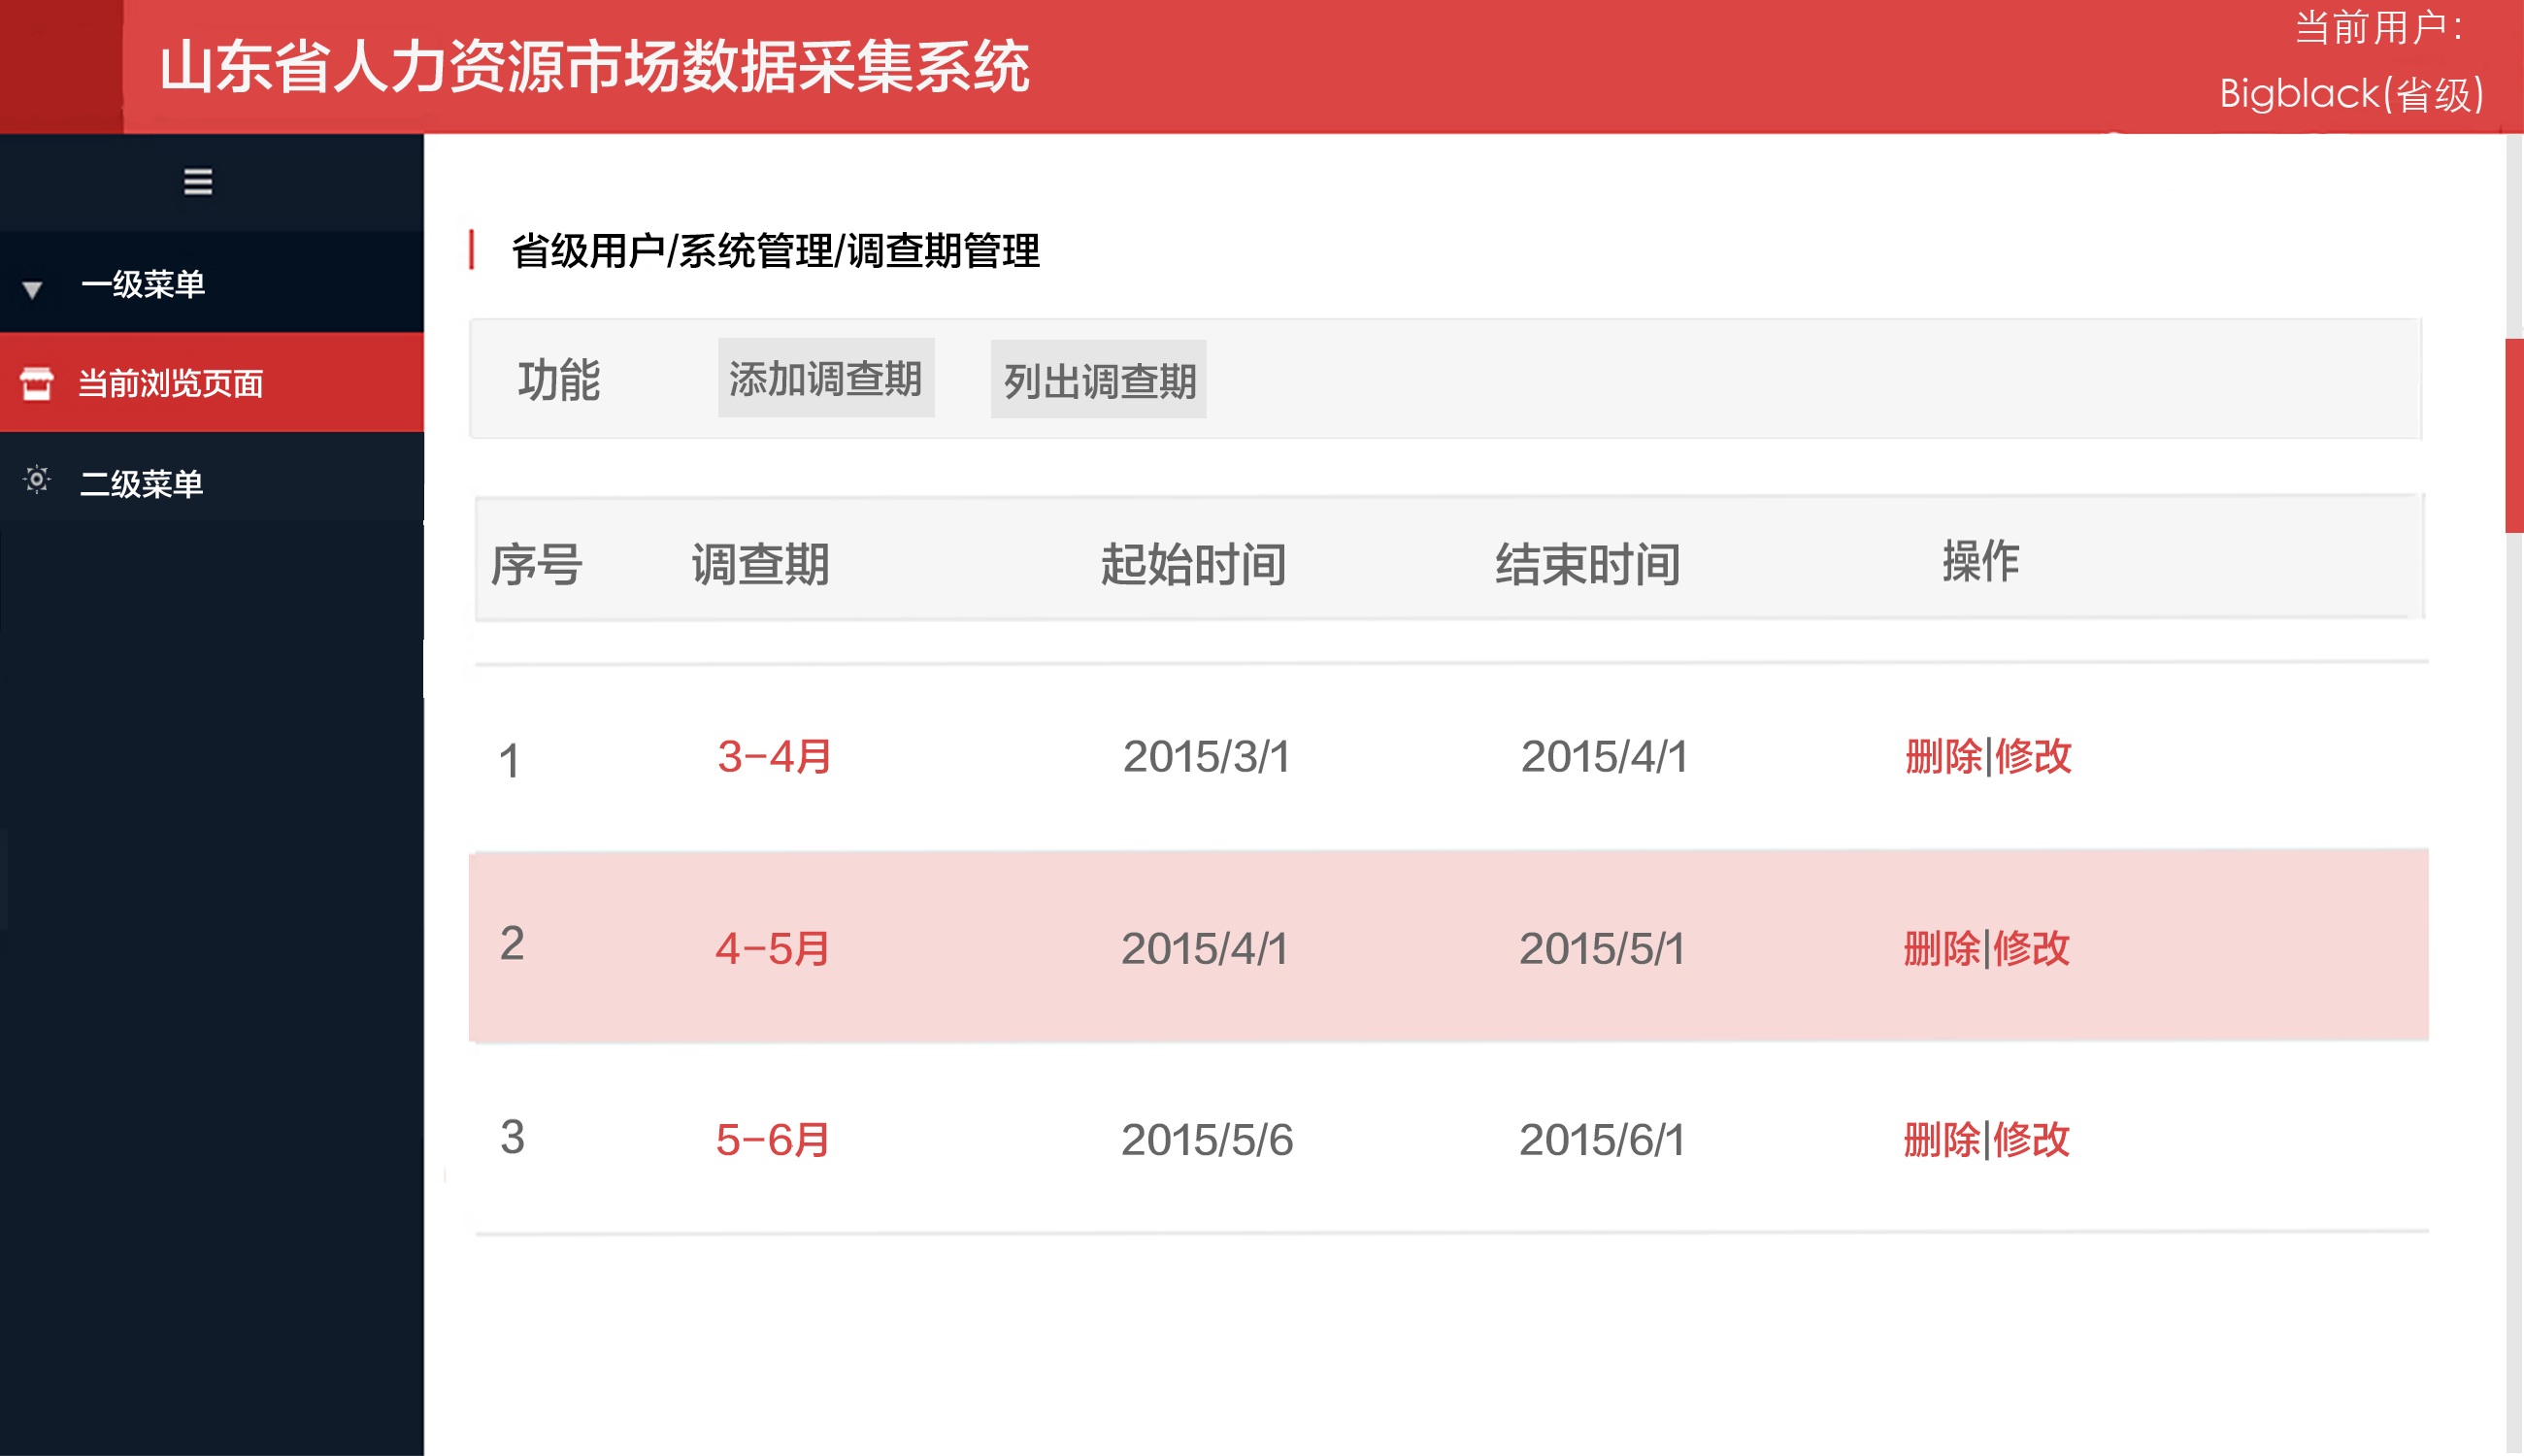 山东省人力资源市场数据采集系统
当前用户:
Bigblack(省级)
一级菜单
当前浏览页面
二级菜单
省级用户/系统管理/调查期管理
功能 添加调查期 列出调查期
序号 调查期 起始时间 结束时间 操作
1 3-4月 2015/3/1 2015/4/1 删除|修改
2 4-5月 2015/4/1 2015/5/1 删除|修改
3 5-6月 2015/5/6 2015/6/1 删除|修改